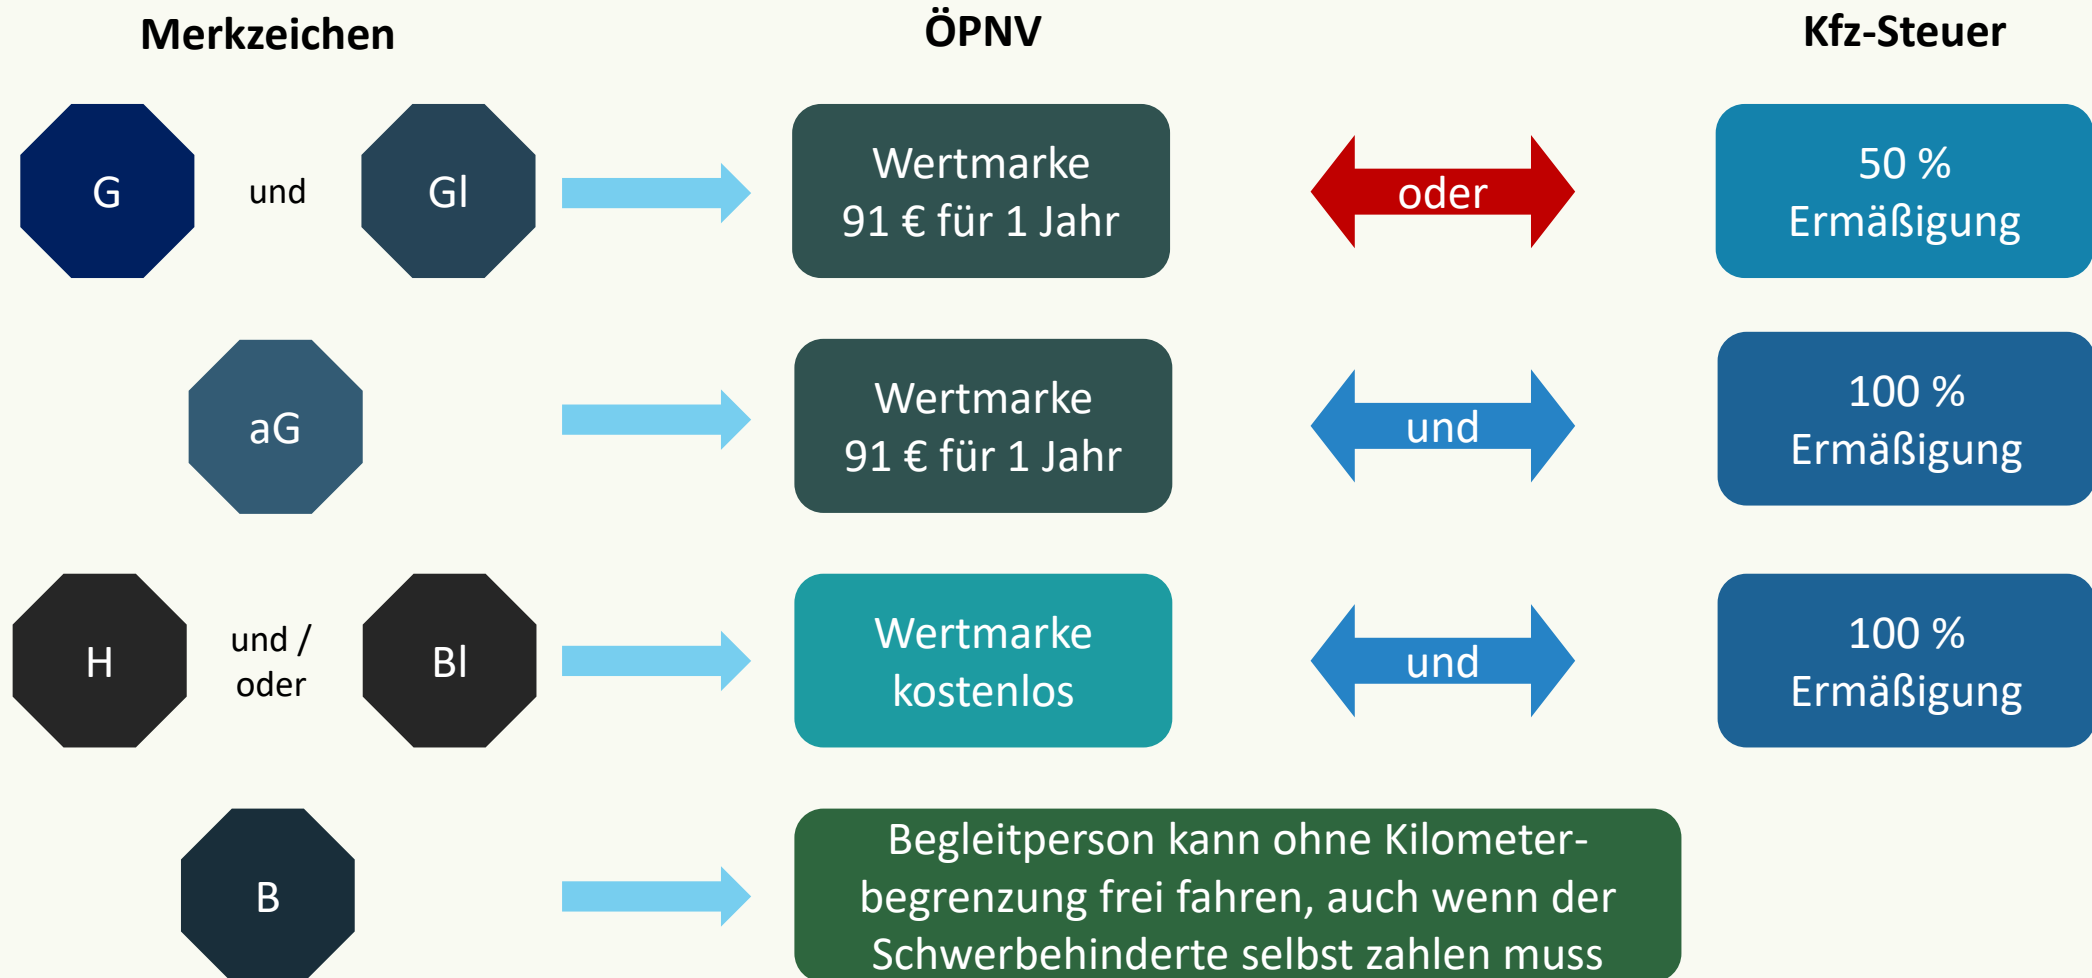 Merkzeichen
ÖPNV
Kfz-Steuer
G
und
Gl
Wertmarke
91 € für 1 Jahr
oder
50 %
Ermäßigung
aG
Wertmarke
91 € für 1 Jahr
und
100 %
Ermäßigung
H
und /
oder
Bl
Wertmarke
kostenlos
und
100 %
Ermäßigung
B
Begleitperson kann ohne Kilometer-
begrenzung frei fahren, auch wenn der
Schwerbehinderte selbst zahlen muss